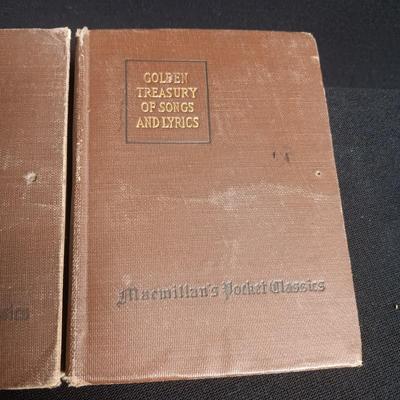 GOLDEN
TREASURY
OF SONGS
AND LYRICS
Macmillan's Pocket Classics